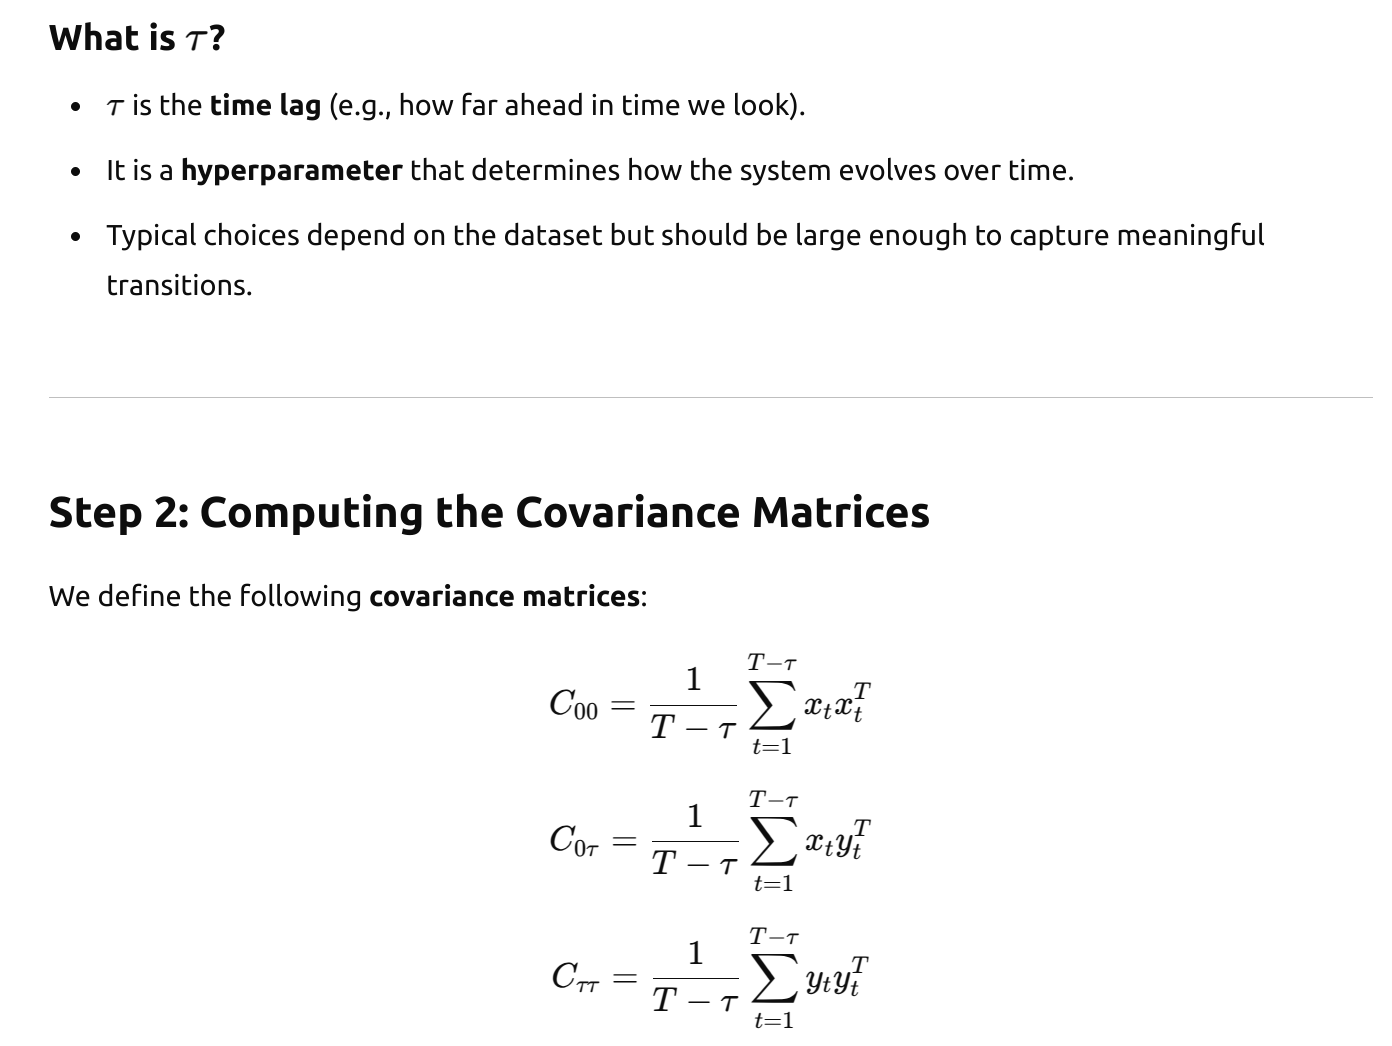 What is τ?
• τ is the time lag (e.g., how far ahead in time we look).
• It is a hyperparameter that determines how the system evolves over time.
• Typical choices depend on the dataset but should be large enough to capture meaningful
transitions.
Step 2: Computing the Covariance Matrices
We define the following covariance matrices:
$C_{00} = \frac{1}{T-\tau} \sum_{t=1}^{T-\tau} x_t x_t^T$
$C_{0\tau} = \frac{1}{T-\tau} \sum_{t=1}^{T-\tau} x_t y_t^T$
$C_{\tau\tau} = \frac{1}{T-\tau} \sum_{t=1}^{T-\tau} y_t y_t^T$